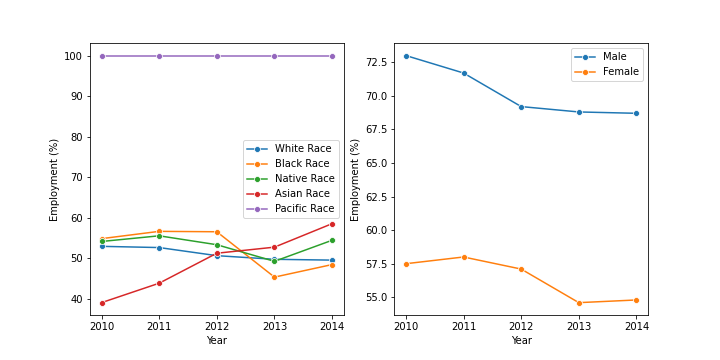 100
90
80
70
60
50
40
Employment (%)
2010 2011 2012 2013 2014
Year
White Race
Black Race
Native Race
Asian Race
Pacific Race
72.5
70.0
67.5
65.0
62.5
60.0
57.5
55.0
Employment (%)
2010 2011 2012 2013 2014
Year
Male
Female